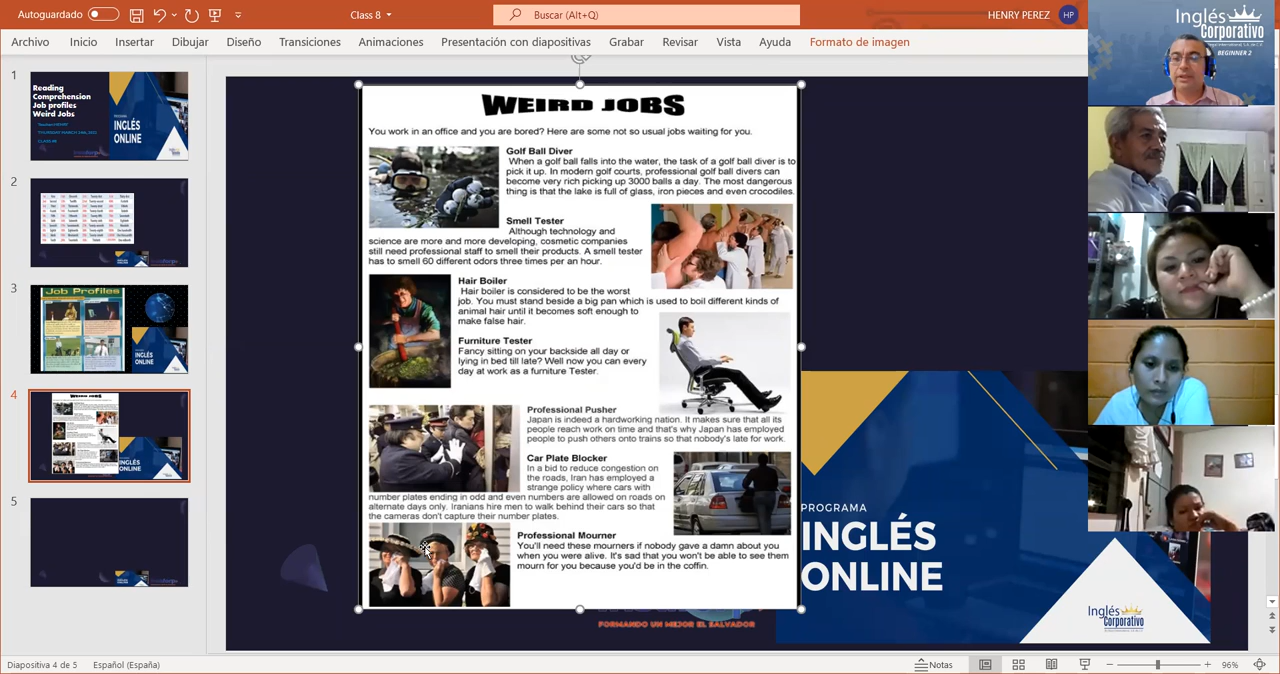 Autoguardado
Class 8
Buscar (Alt+Q)
HENRY PEREZ
HP
Archivo
Inicio
Insertar
Dibujar
Diseño
Transiciones
Animaciones
Presentación con diapositivas
Grabar
Revisar
Vista
Ayuda
Formato de imagen
Inglés
Corporativo
BEGINNER 2
1
Reading
Comprehension
Job profiles
Weird Jobs
INGLÉS
ONLINE
2
3
Job Profiles
INGLÉS
ONLINE
4
INGLÉS
ONLINE
5
WEIRD JOBS
You work in an office and you are bored? Here are some not so usual jobs waiting for you.
Golf Ball Diver
When a golf ball falls into the water, the task of a golf ball diver is to
pick it up. In modern golf courts, professional golf ball divers can
become very rich picking up 3000 balls a day. The most dangerous
thing is that the lake is full of glass, iron pieces and even crocodiles.
Smell Tester
Although technology and
science are more and more developing, cosmetic companies
still need professional staff to smell their products. A smell tester
has to smell 60 different odors three times per an hour.
Hair Boiler
Hair boiler is considered to be the worst
job. You must stand beside a big pan which is used to boil different kinds of
animal hair until it becomes soft enough to
make false hair.
Furniture Tester
Fancy sitting on your backside all day or
lying in bed till late? Well now you can every
day at work as a furniture Tester.
Professional Pusher
Japan is indeed a hardworking nation. It makes sure that all its
people reach work on time and that's why Japan has employed
people to push others onto trains so that nobody's late for work.
Car Plate Blocker
In a bid to reduce congestion on
the roads, Iran has employed a
strange policy where cars with
number plates ending in odd and even numbers are allowed on roads on
alternate days only. Iranians hire men to walk behind their cars so that
the cameras don't capture their number plates.
Professional Mourner
You'll need these mourners if nobody gave a damn about you
when you were alive. It's sad that you won't be able to see them
mourn for you because you'd be in the coffin.
FORMANDO UN MEJOR EL SALVADOR
PROGRAMA
INGLÉS
ONLINE
Inglés
Corporativo
Diapositiva 4 de 5
Español (España)
Notas
96%